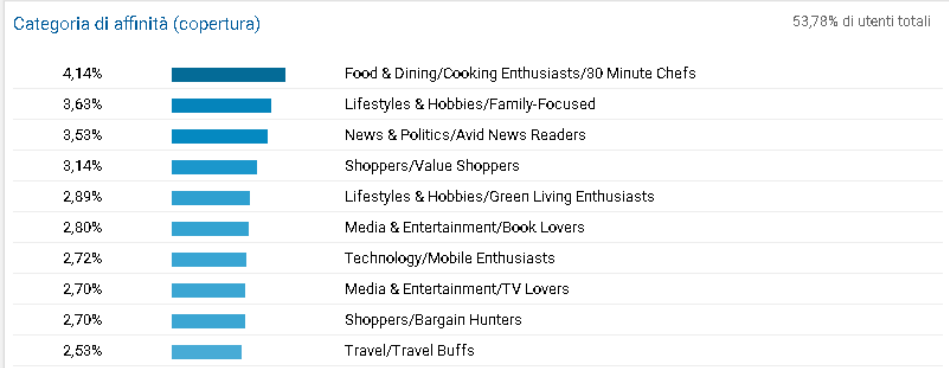 Categoria di affinità (copertura) 53,78% di utenti totali
4,14% Food & Dining/Cooking Enthusiasts/30 Minute Chefs
3,63% Lifestyles & Hobbies/Family-Focused
3,53% News & Politics/Avid News Readers
3,14% Shoppers/Value Shoppers
2,89% Lifestyles & Hobbies/Green Living Enthusiasts
2,80% Media & Entertainment/Book Lovers
2,72% Technology/Mobile Enthusiasts
2,70% Media & Entertainment/TV Lovers
2,70% Shoppers/Bargain Hunters
2,53% Travel/Travel Buffs